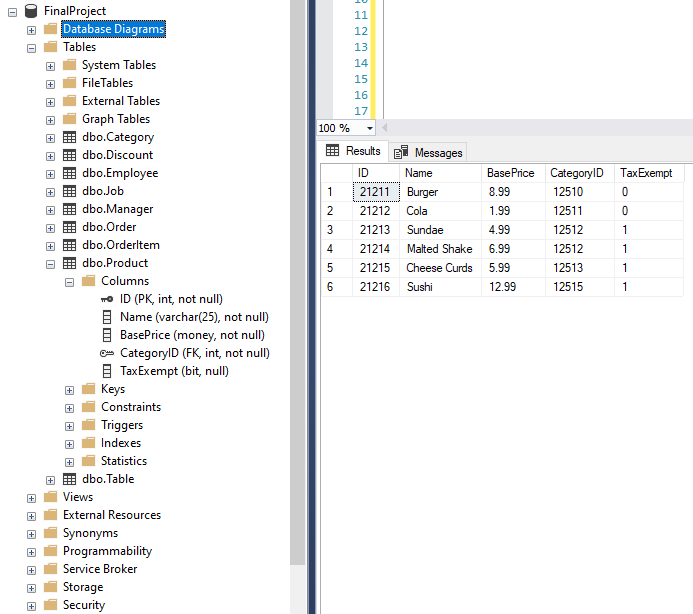 FinalProject
Database Diagrams
Tables
System Tables
FileTables
External Tables
Graph Tables
dbo.Category
dbo.Discount
dbo.Employee
dbo.Job
dbo.Manager
dbo.Order
dbo.OrderItem
dbo.Product
Columns
ID (PK, int, not null)
Name (varchar(25), not null)
BasePrice (money, not null)
CategoryID (FK, int, not null)
TaxExempt (bit, null)
Keys
Constraints
Triggers
Indexes
Statistics
dbo.Table
Views
External Resources
Synonyms
Programmability
Service Broker
Storage
Security
11
12
13
14
15
16
17
100 %
Results Messages
ID Name BasePrice CategoryID TaxExempt
1 21211 Burger 8.99 12510 0
2 21212 Cola 1.99 12511 0
3 21213 Sundae 4.99 12512 1
4 21214 Malted Shake 6.99 12512 1
5 21215 Cheese Curds 5.99 12513 1
6 21216 Sushi 12.99 12515 1